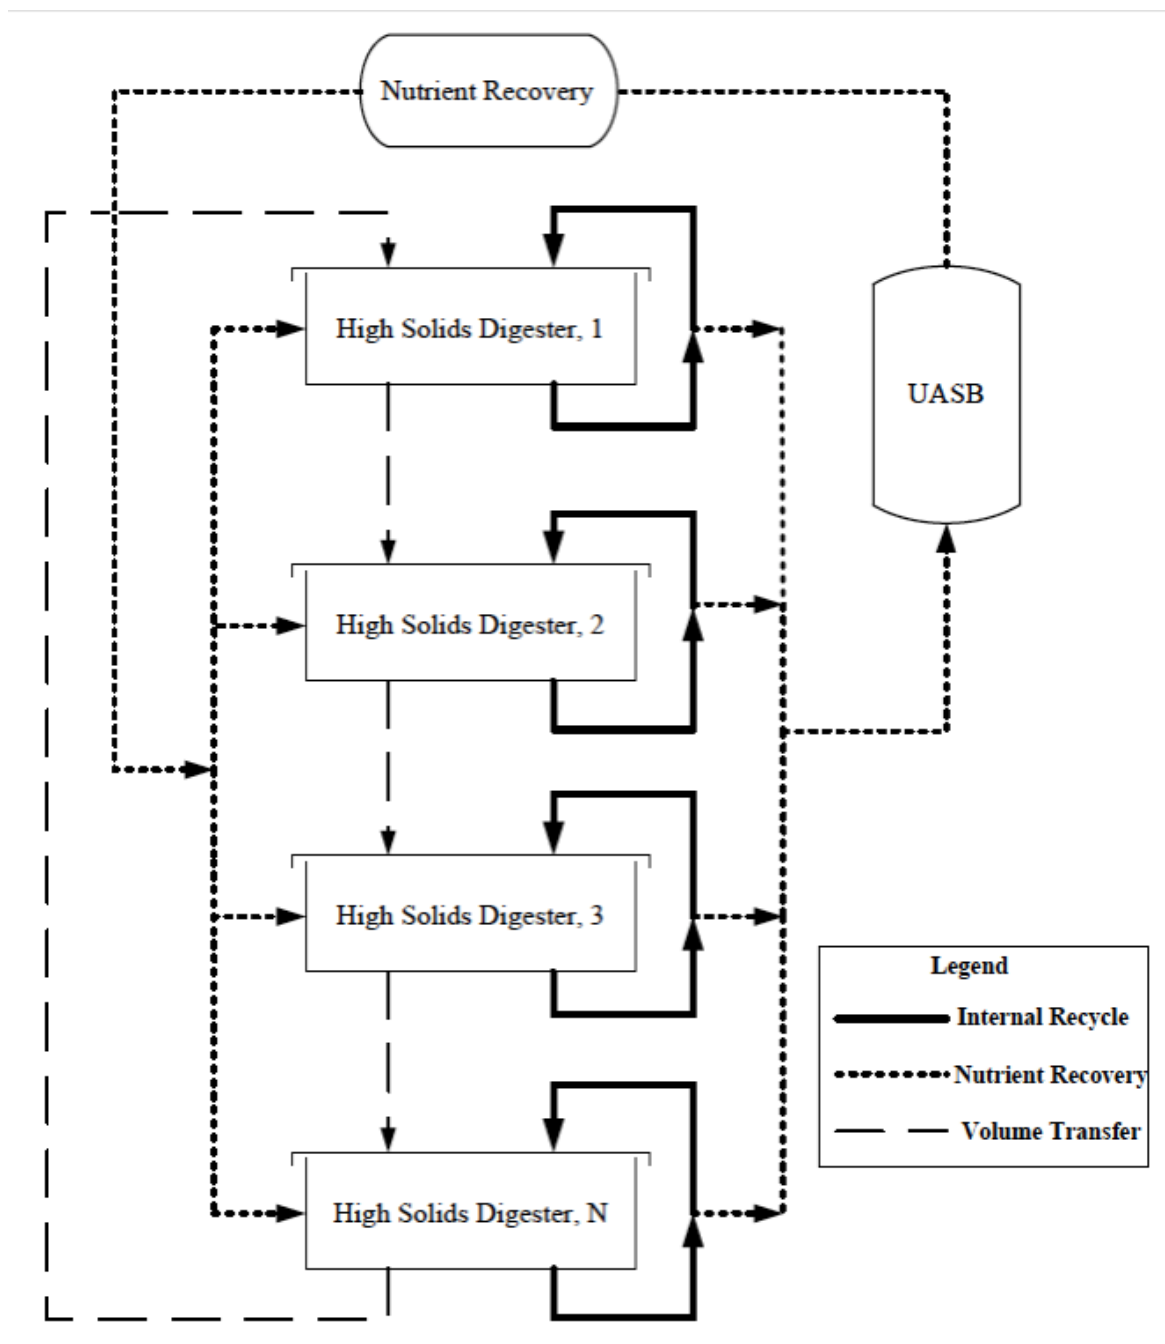 Nutrient Recovery
High Solids Digester, 1
UASB
High Solids Digester, 2
High Solids Digester, 3
High Solids Digester, N
Legend
Internal Recycle
Nutrient Recovery
Volume Transfer